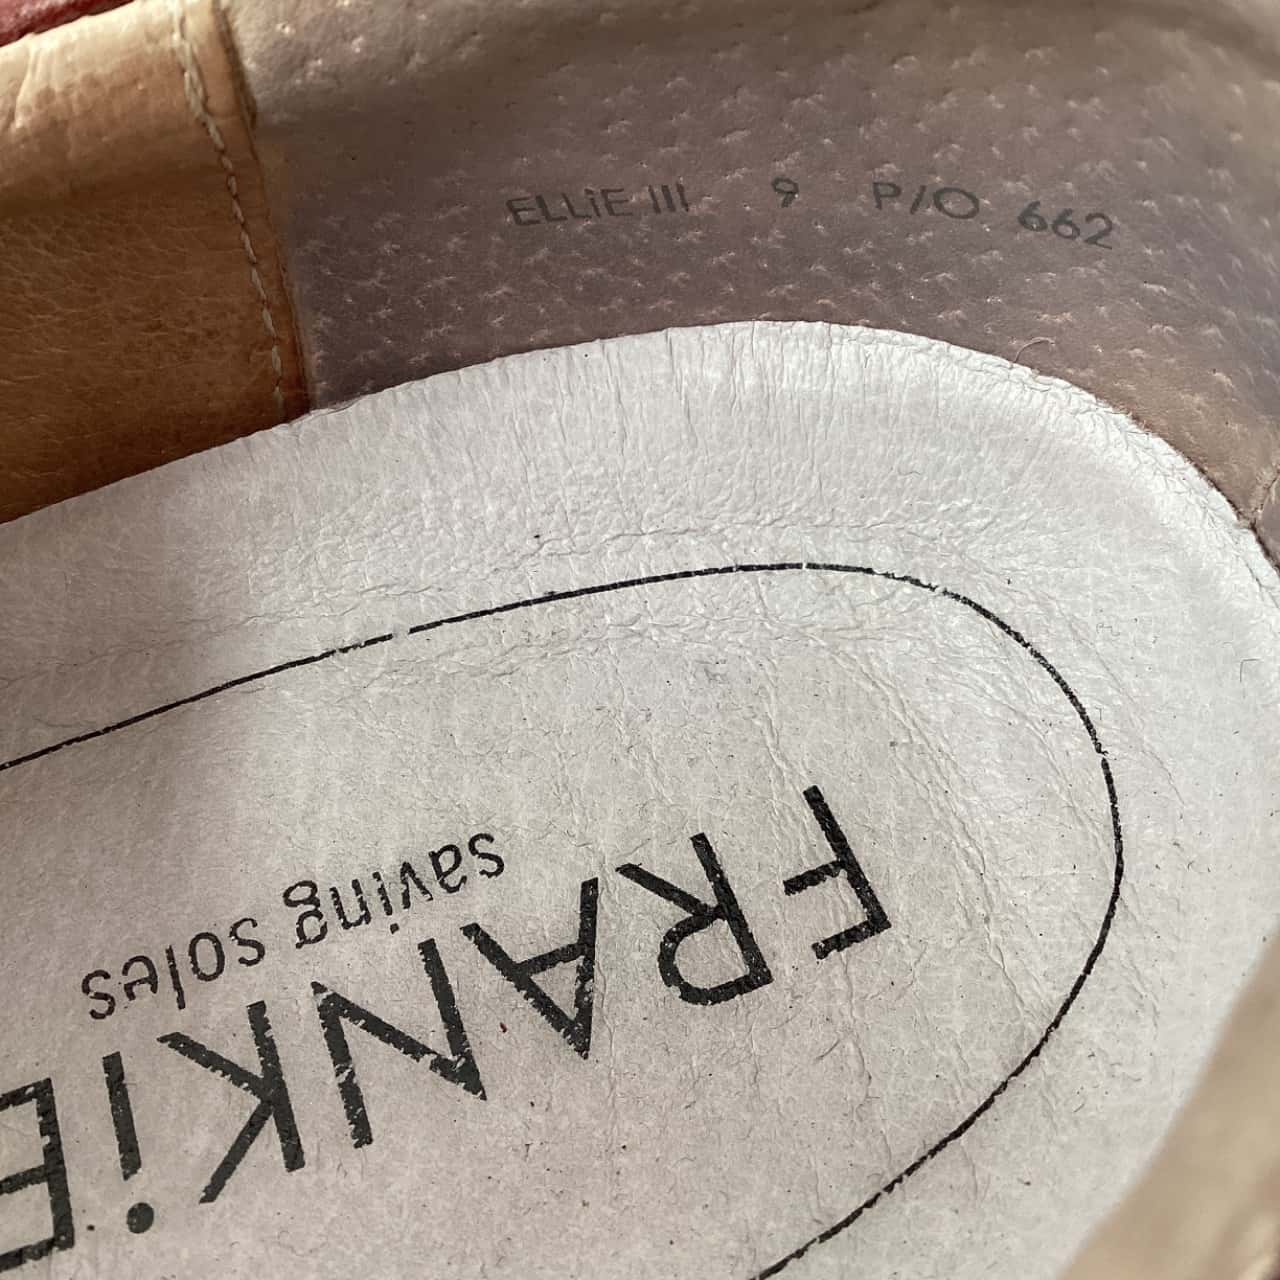 ELLiE III 9 P/O 662
FRANKiE
saving soles